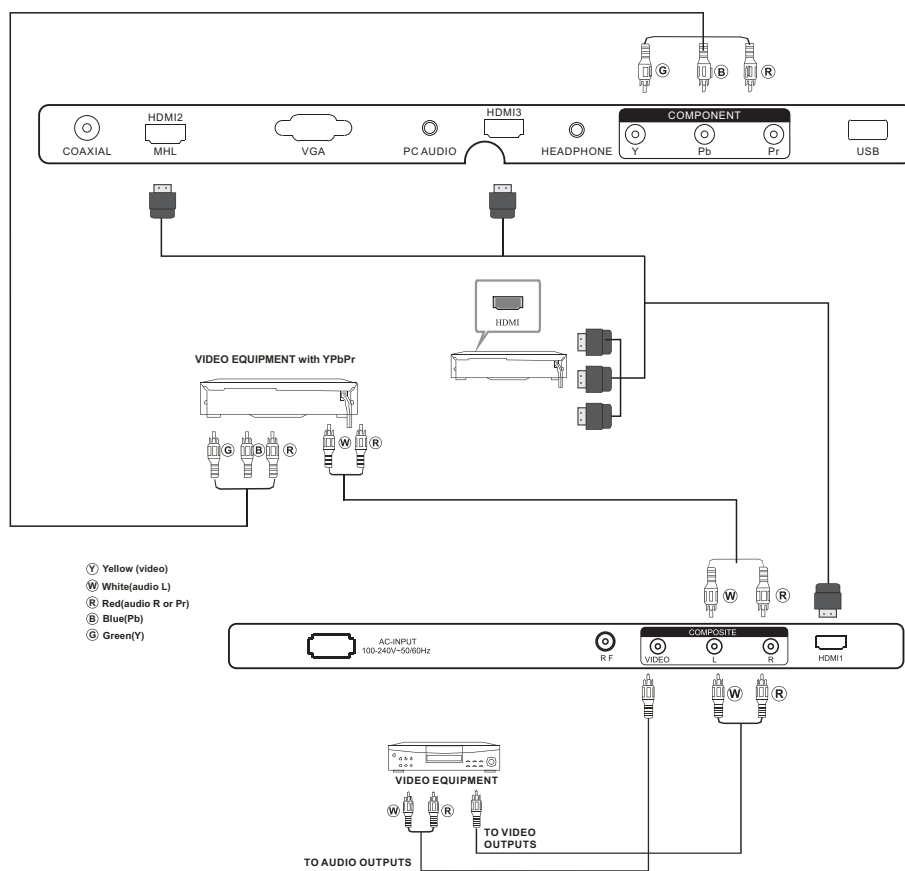 G B R
COMPONENT
HDMI2
HDMI3
COAXIAL MHL VGA PC AUDIO HEADPHONE Y Pb Pr USB
HDMI
VIDEO EQUIPMENT with YPbPr
G B R W R
Y Yellow (video)
W White(audio L)
R Red(audio R or Pr)
B Blue(Pb)
G Green(Y)
W R
AC-INPUT
100-240V~50/60Hz
R F
COMPOSITE
VIDEO L R
HDMI1
W R
VIDEO EQUIPMENT
W R
TO VIDEO
OUTPUTS
TO AUDIO OUTPUTS